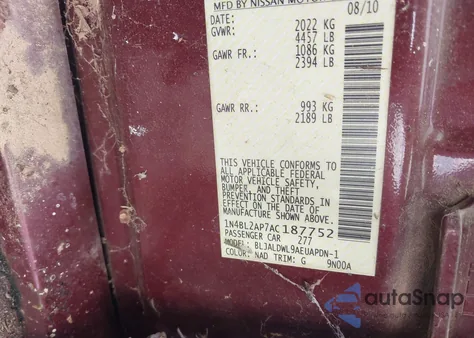 MFD BY NISSAN MOTOR
DATE: 08/10
GVWR: 2022 KG
4457 LB
GAWR FR: 1086 KG
2394 LB
GAWR RR: 993 KG
2189 LB
THIS VEHICLE CONFORMS TO
ALL APPLICABLE FEDERAL
MOTOR VEHICLE SAFETY,
BUMPER, AND THEFT
PREVENTION STANDARDS
IN EFFECT ON THE DATE OF
MANUFACTURE SHOWN ABOVE.
1N4BL2AP7AC187752
PASSENGER CAR 277
MODEL: BLJALDWL9AEUAPDN-1
COLOR: NAD TRIM: G 9N00A
autoSnap